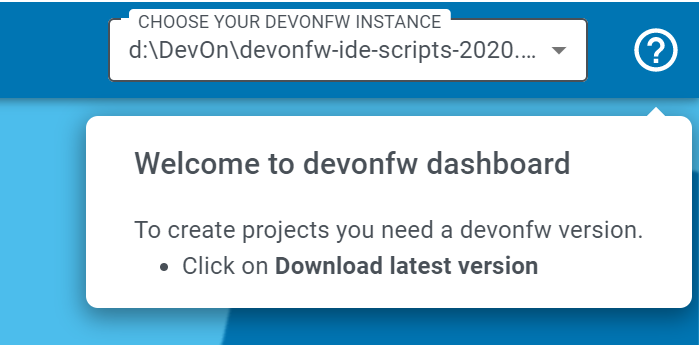 CHOOSE YOUR DEVONFW INSTANCE
d:\DevOn\devonfw-ide-scripts-2020....
?
Welcome to devonfw dashboard
To create projects you need a devonfw version.
• Click on Download latest version